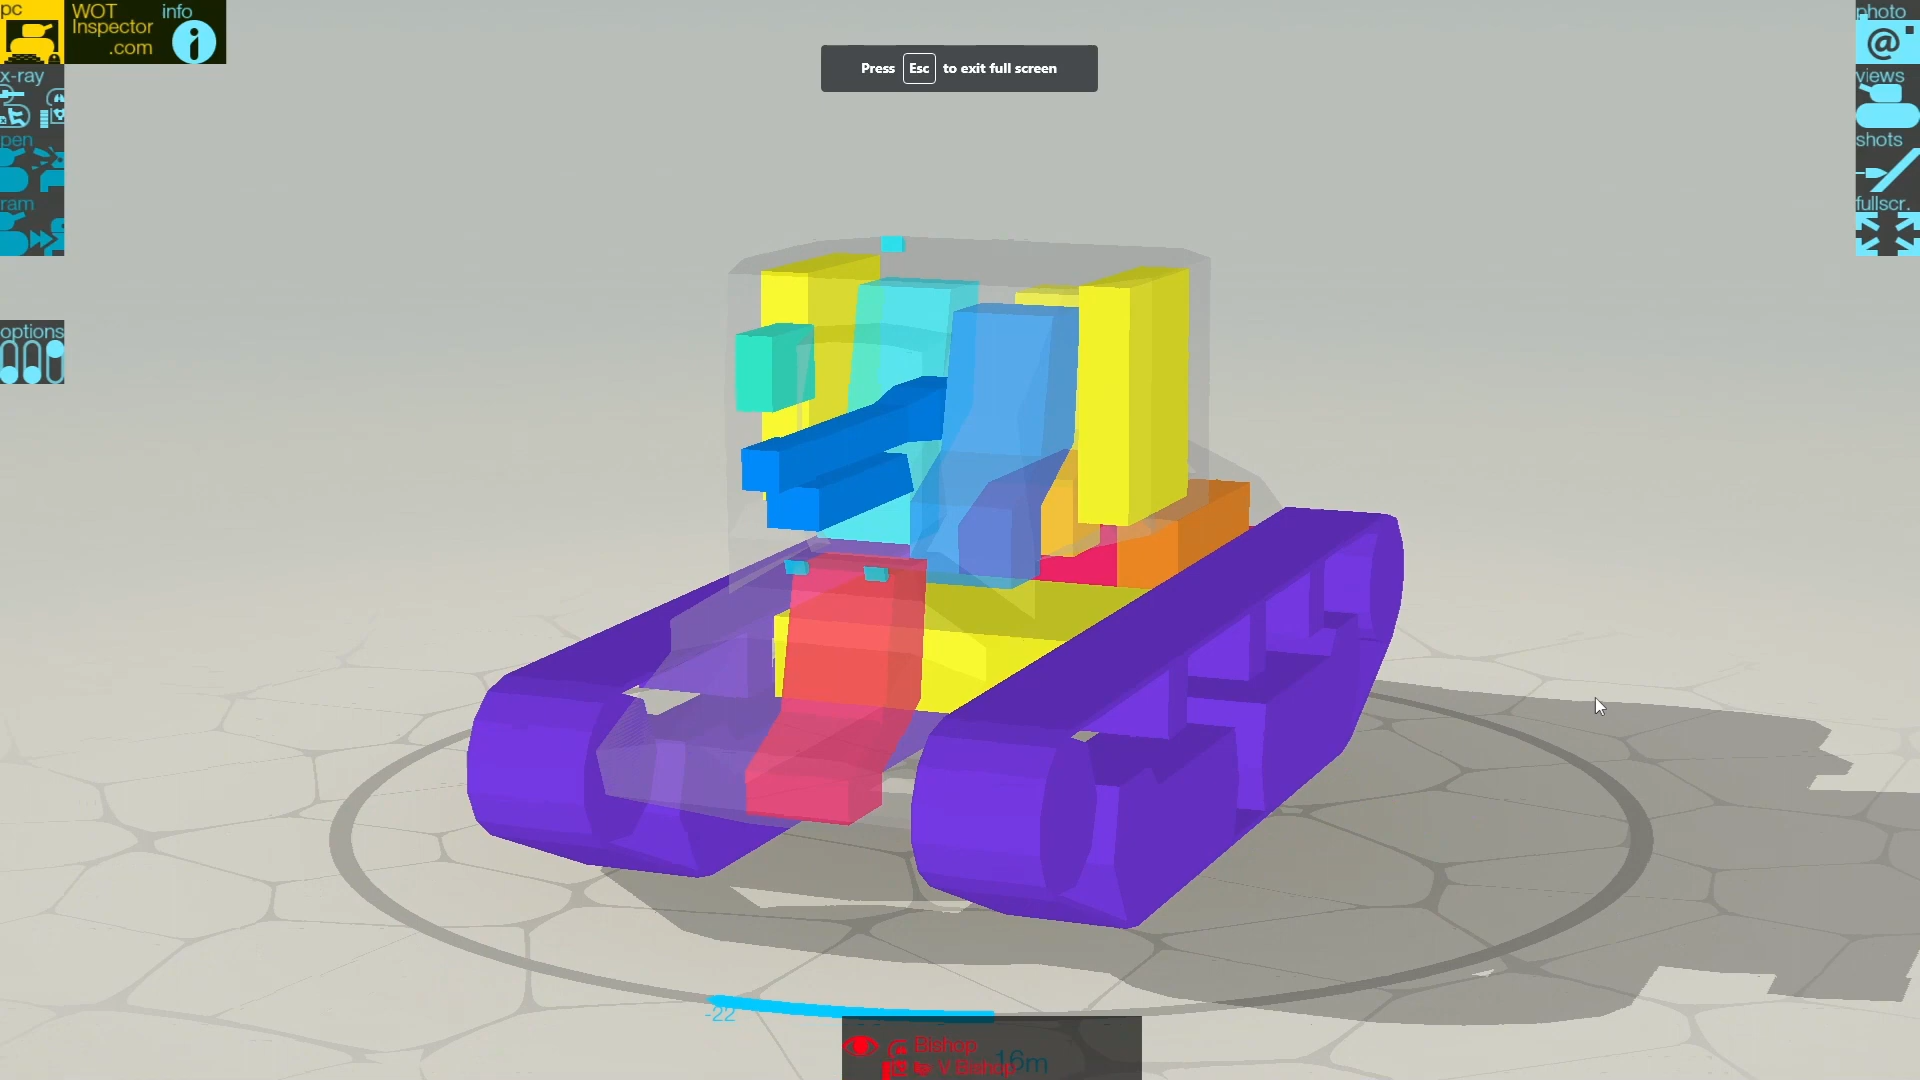 pc
WOT
Inspector
.com
info
Press Esc to exit full screen
photo
@
x-ray
views
pen
shots
ram
fullscr.
options
-22
Bishop
16m
V.Bishop